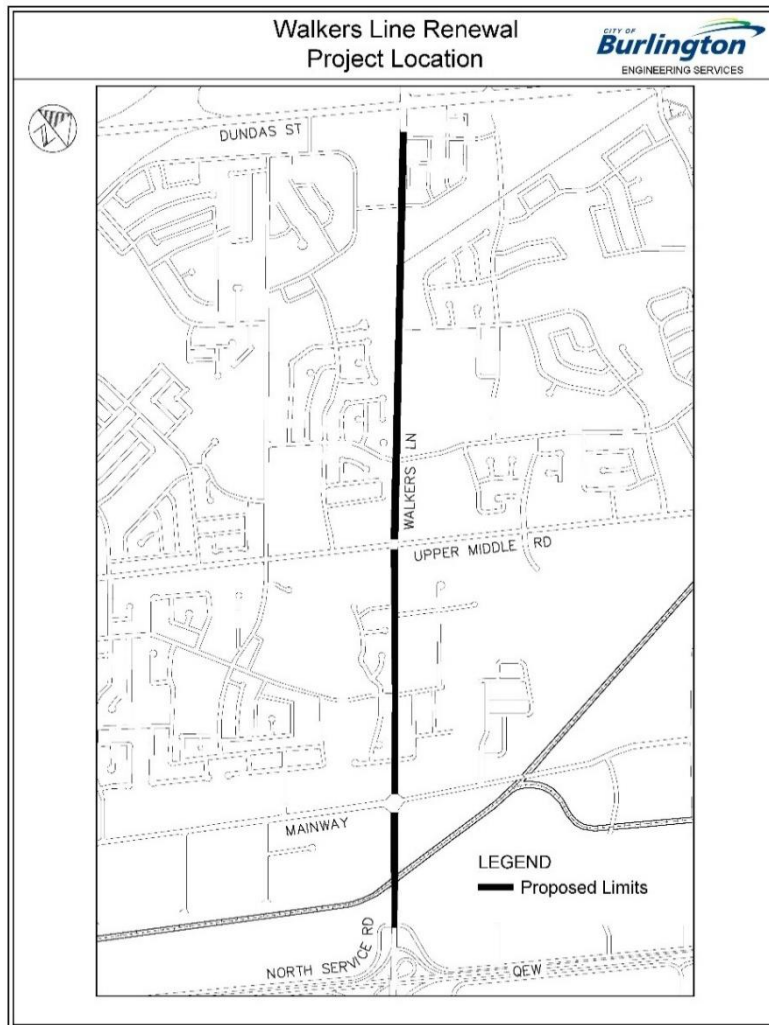 Walkers Line Renewal
Project Location
CITY OF
Burlington
ENGINEERING SERVICES
N
DUNDAS ST
WALKERS LN
UPPER MIDDLE RD
MAINWAY
LEGEND
Proposed Limits
NORTH SERVICE RD
QEW